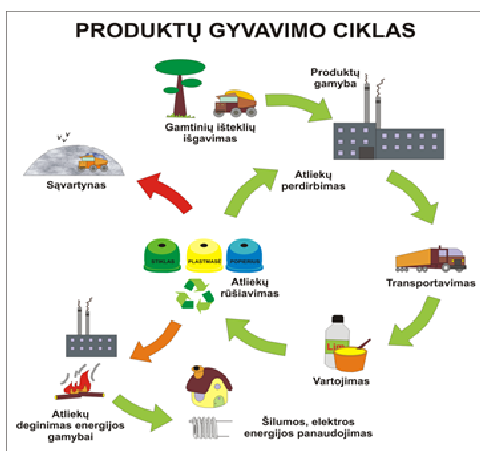 PRODUKTŲ GYVAVIMO CIKLAS
Produktų
gamyba
Gamtinių išteklių
išgavimas
Sąvartynas
Atliekų
perdirbimas
STIKLAS
PLASTMASĖ
POPIERIUS
Atliekų
rūšiavimas
Transportavimas
Vartojimas
Atliekų
deginimas energijos
gamybai
Šilumos, elektros
energijos panaudojimas